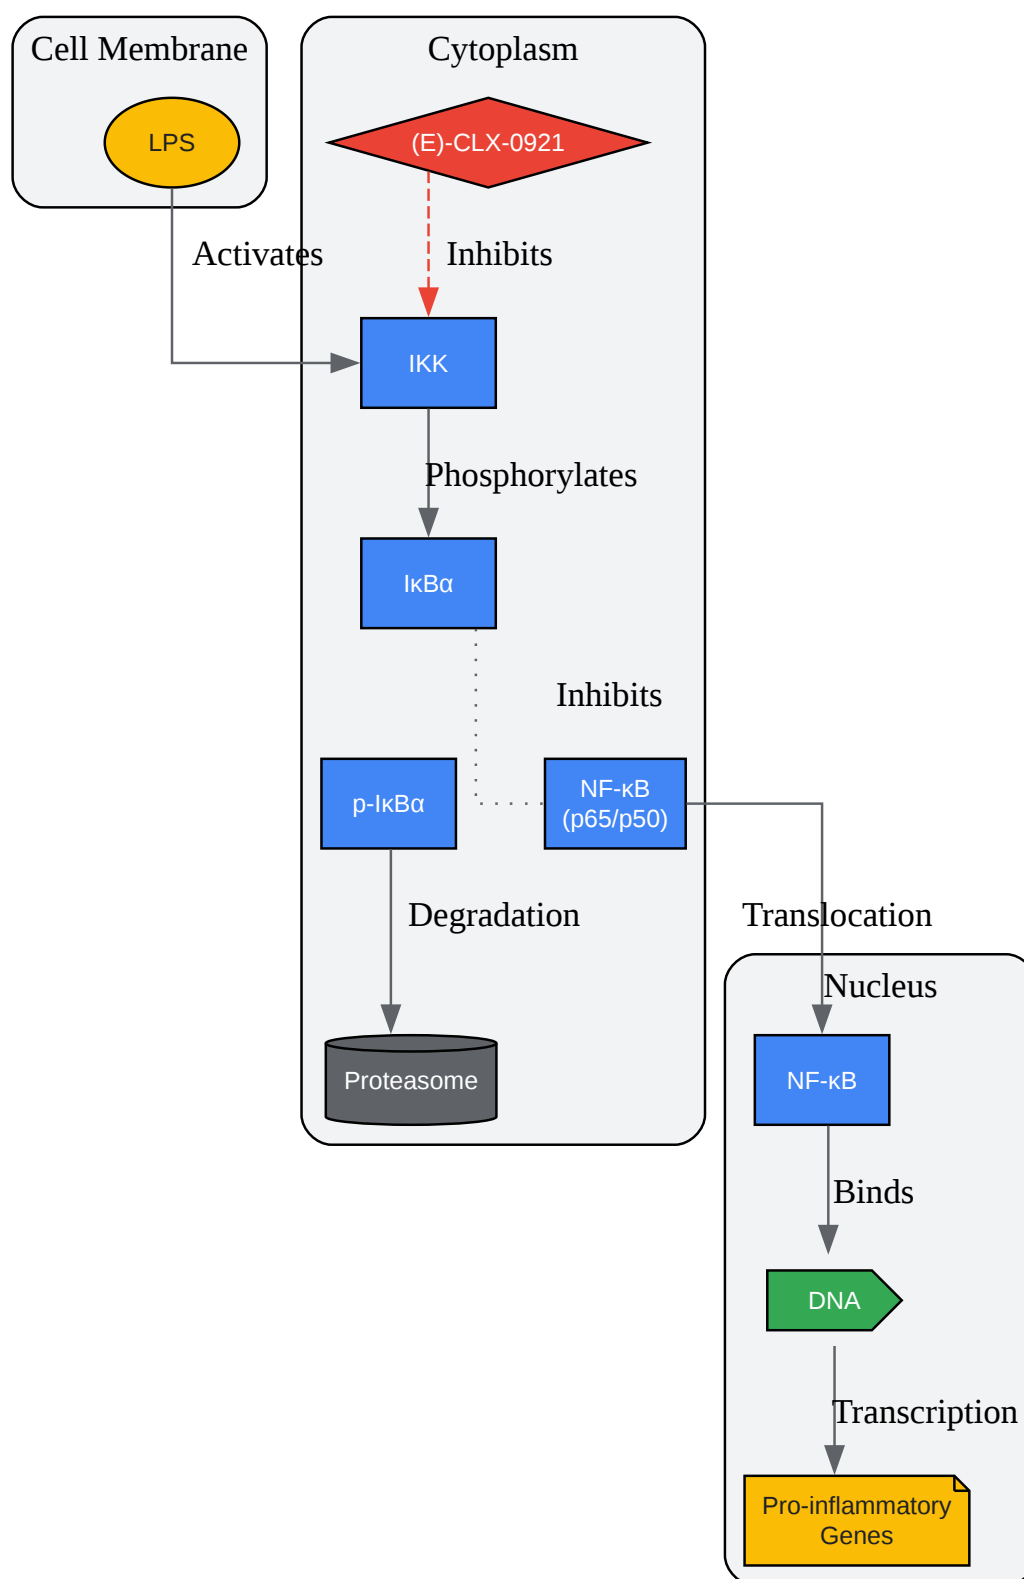 Cell Membrane
Cytoplasm
LPS
(E)-CLX-0921
Activates
Inhibits
IKK
Phosphorylates
IκBα
Inhibits
p-IκBα
NF-κB
(p65/p50)
Degradation
Translocation
Nucleus
Proteasome
NF-κB
Binds
DNA
Transcription
Pro-inflammatory
Genes